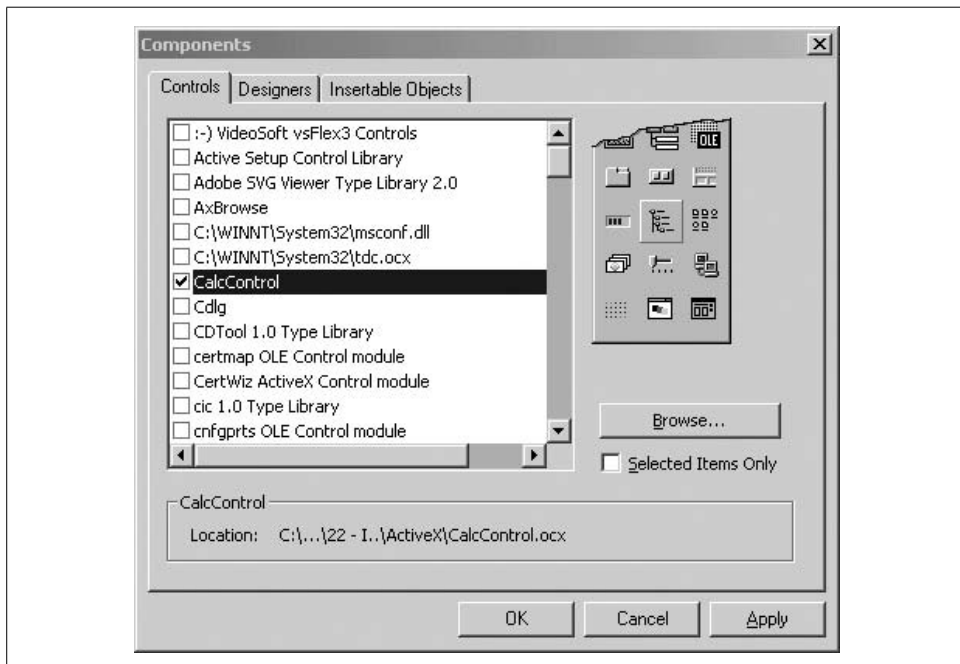 Components
Controls Designers Insertable Objects
:-) VideoSoft vsFlex3 Controls
Active Setup Control Library
Adobe SVG Viewer Type Library 2.0
AxBrowse
C:\WINNT\System32\msconf.dll
C:\WINNT\System32\tdc.ocx
CalcControl
Cdlg
CDTool 1.0 Type Library
certmap OLE Control module
CertWiz ActiveX Control module
cic 1.0 Type Library
cnfgprts OLE Control module
OLE
Browse...
Selected Items Only
CalcControl
Location: C:\...\22 - I..\ActiveX\CalcControl.ocx
OK Cancel Apply